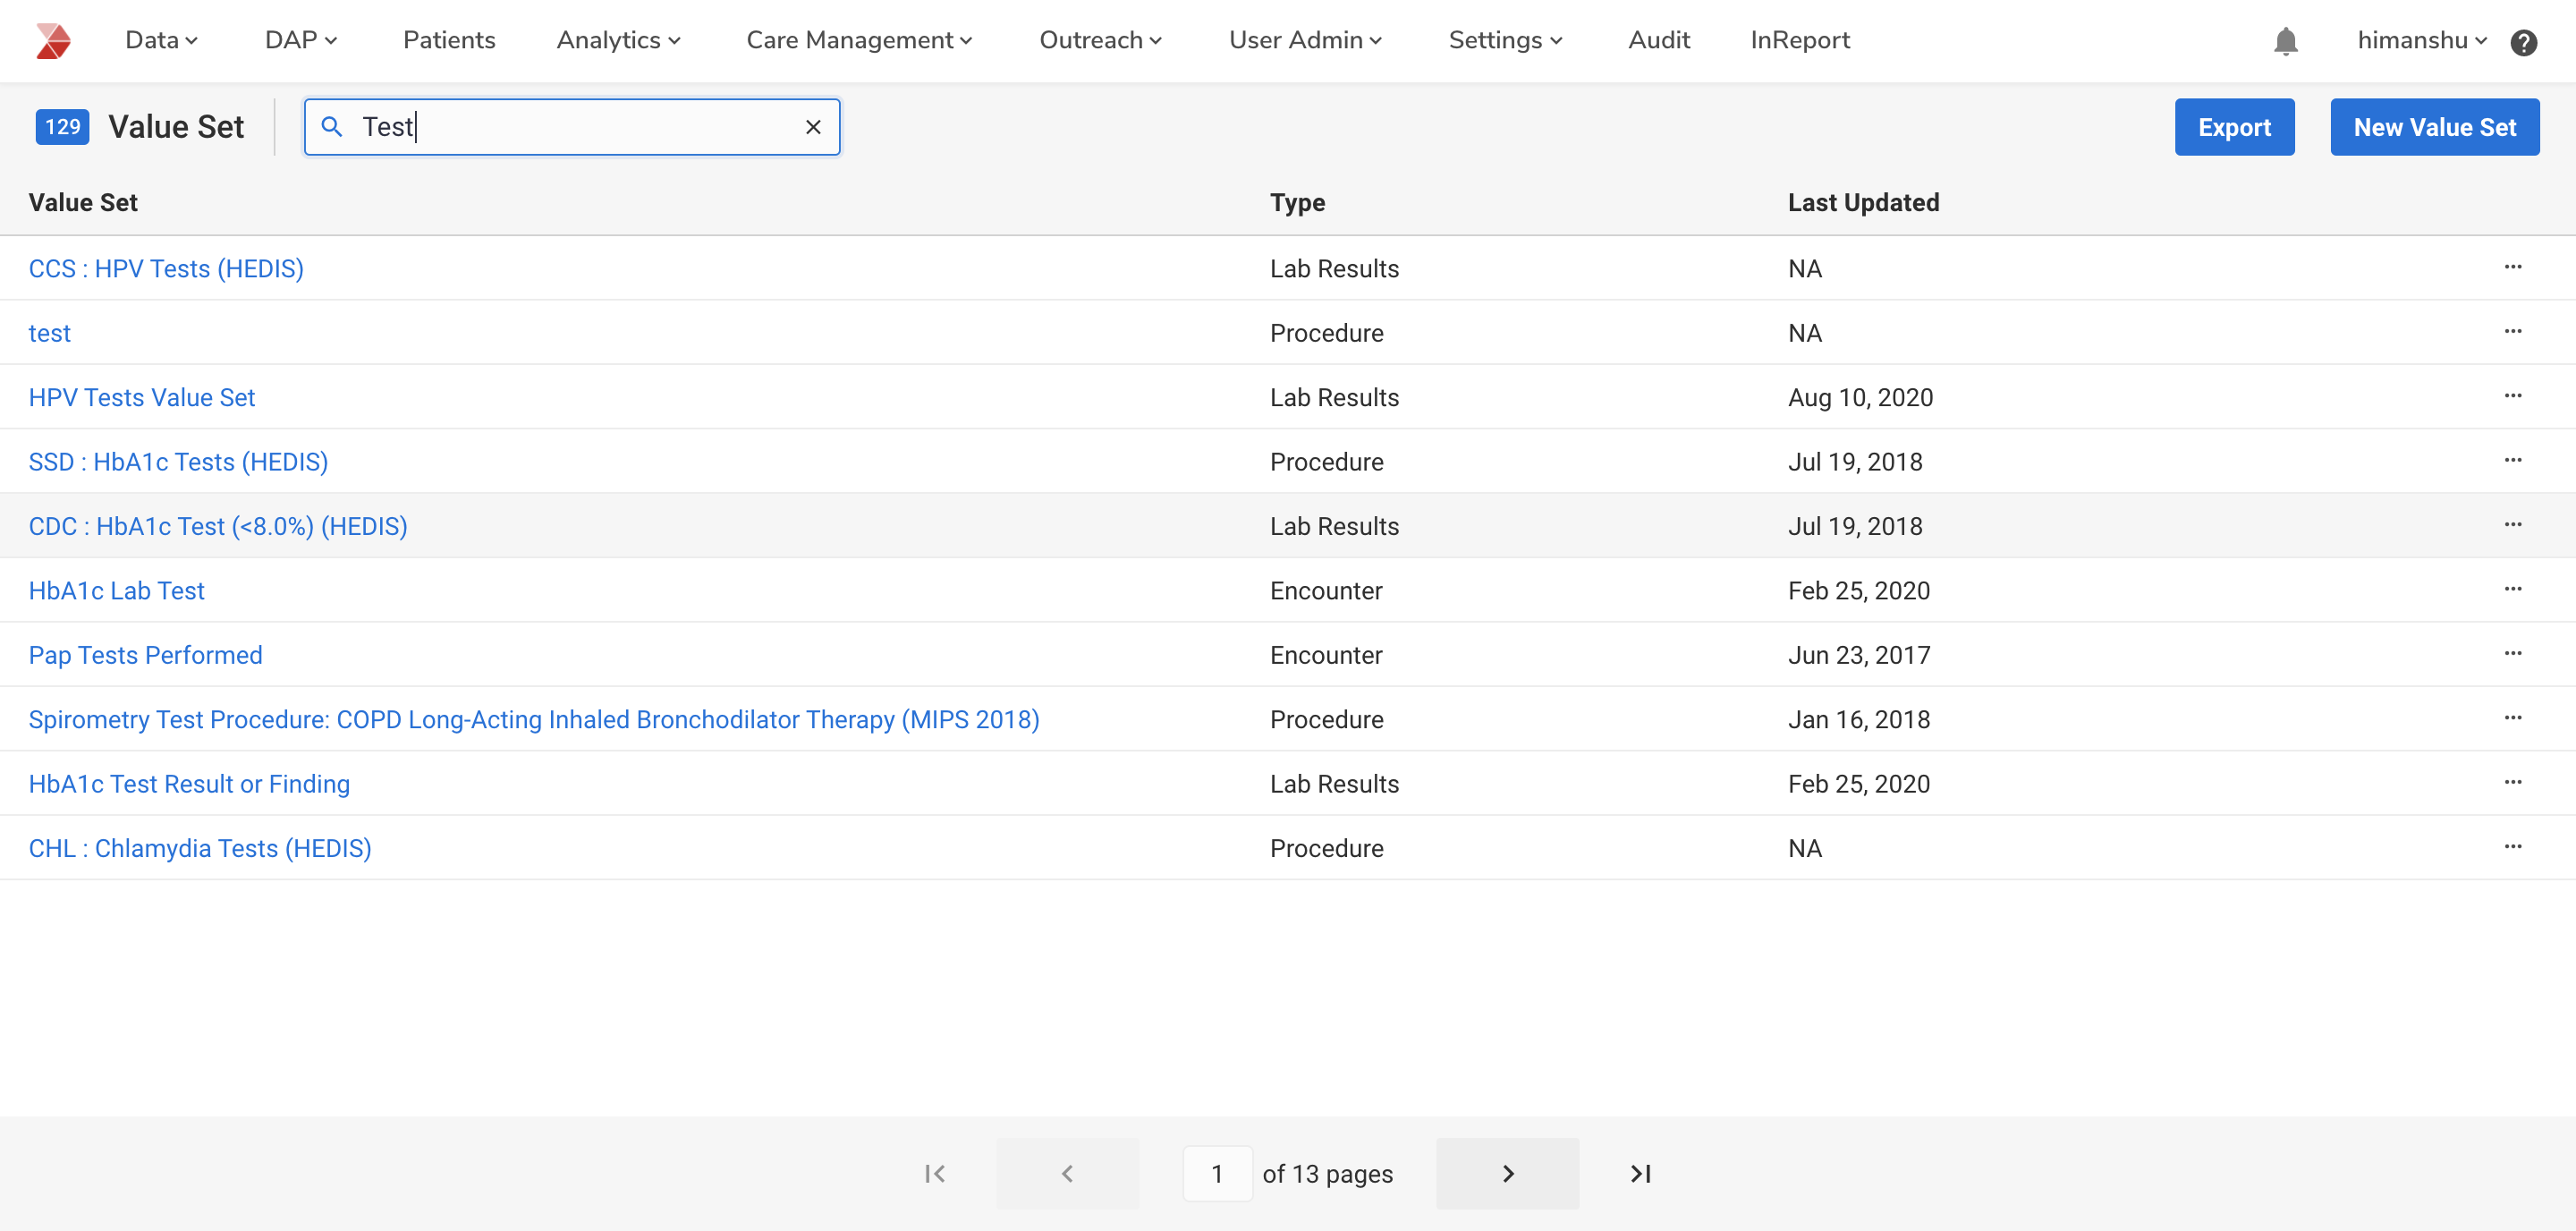 Data DAP Patients Analytics Care Management Outreach User Admin Settings Audit InReport himanshu ?
129 Value Set Test Export New Value Set
Value Set Type Last Updated
CCS : HPV Tests (HEDIS) Lab Results NA
test Procedure NA
HPV Tests Value Set Lab Results Aug 10, 2020
SSD : HbA1c Tests (HEDIS) Procedure Jul 19, 2018
CDC : HbA1c Test (<8.0%) (HEDIS) Lab Results Jul 19, 2018
HbA1c Lab Test Encounter Feb 25, 2020
Pap Tests Performed Encounter Jun 23, 2017
Spirometry Test Procedure: COPD Long-Acting Inhaled Bronchodilator Therapy (MIPS 2018) Procedure Jan 16, 2018
HbA1c Test Result or Finding Lab Results Feb 25, 2020
CHL : Chlamydia Tests (HEDIS) Procedure NA
1 of 13 pages